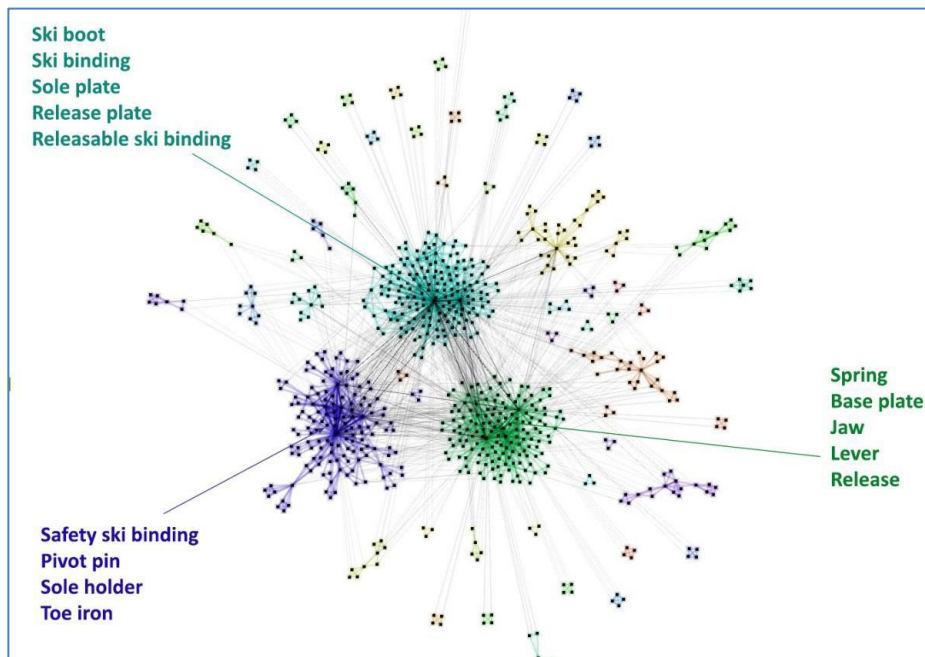 Ski boot
Ski binding
Sole plate
Release plate
Releasable ski binding
Spring
Base plate
Jaw
Lever
Release
Safety ski binding
Pivot pin
Sole holder
Toe iron